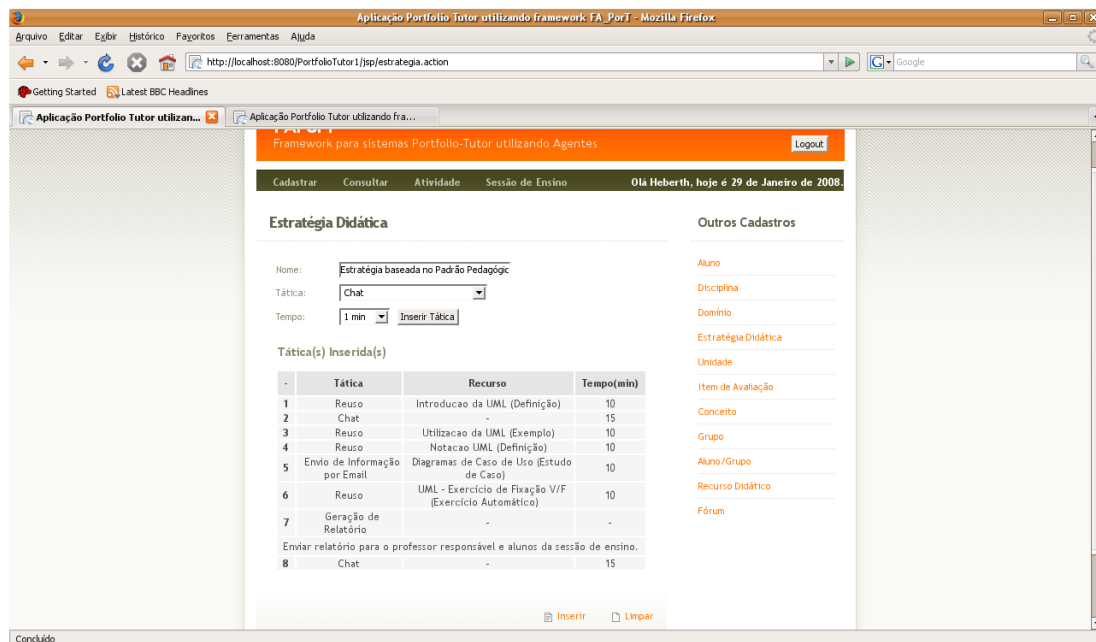 Aplicação Portfolio Tutor utilizando framework FA_PorT - Mozilla Firefox
Arquivo Editar Exibir Histórico Favoritos Ferramentas Ajuda
http://localhost:8080/PortfolioTutor1/jsp/estrategia.action
G Google
Getting Started Latest BBC Headlines
Aplicação Portfolio Tutor utilizan... Aplicação Portfolio Tutor utilizando fra...
Framework para sistemas Portfolio-Tutor utilizando Agentes
Logout
Cadastrar Consultar Atividade Sessão de Ensino Olá Heberth, hoje é 29 de Janeiro de 2008.
Estratégia Didática
Nome: Estratégia baseada no Padrão Pedagógic
Tática: Chat
Tempo: 1 min Inserir Tática
Tática(s) Inserida(s)
- Tática Recurso Tempo(min)
1 Reuso Introducao da UML (Definição) 10
2 Chat - 15
3 Reuso Utilizacao da UML (Exemplo) 10
4 Reuso Notacao UML (Definição) 10
5 Envio de Informação por Email Diagramas de Caso de Uso (Estudo de Caso) 10
6 Reuso UML - Exercício de Fixação V/F (Exercício Automático) 10
7 Geração de Relatório - -
Enviar relatório para o professor responsável e alunos da sessão de ensino.
8 Chat - 15
Inserir Limpar
Outros Cadastros
Aluno
Disciplina
Domínio
Estratégia Didática
Unidade
Item de Avaliação
Conceito
Grupo
Aluno/Grupo
Recurso Didático
Fórum
Concluído